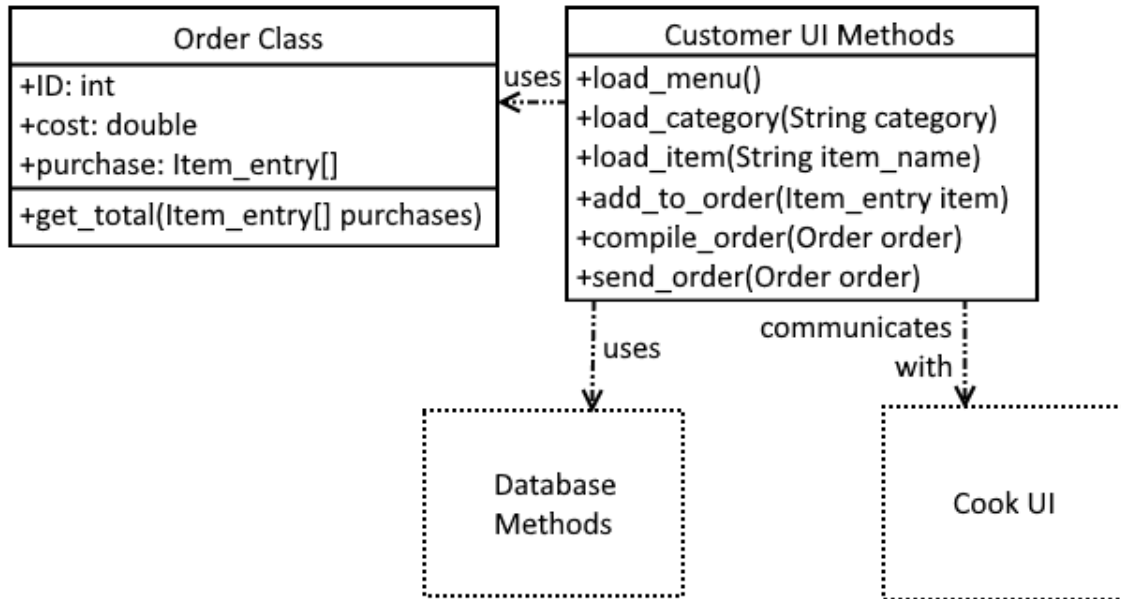 Order Class
+ID: int
+cost: double
+purchase: Item_entry[]
+get_total(Item_entry[] purchases)
uses
Customer UI Methods
+load_menu()
+load_category(String category)
+load_item(String item_name)
+add_to_order(Item_entry item)
+compile_order(Order order)
+send_order(Order order)
uses
communicates
with
Database
Methods
Cook UI